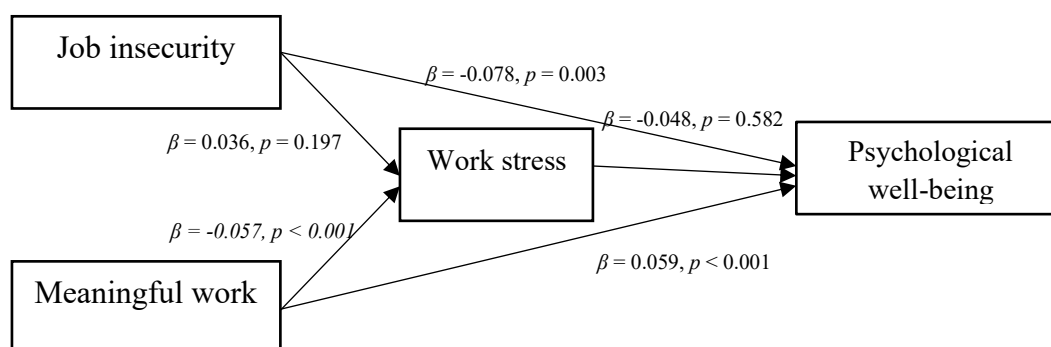 Job insecurity
β = -0.078, p = 0.003
β = -0.048, p = 0.582
β = 0.036, p = 0.197
Work stress
Psychological
well-being
β = -0.057, p < 0.001
β = 0.059, p < 0.001
Meaningful work